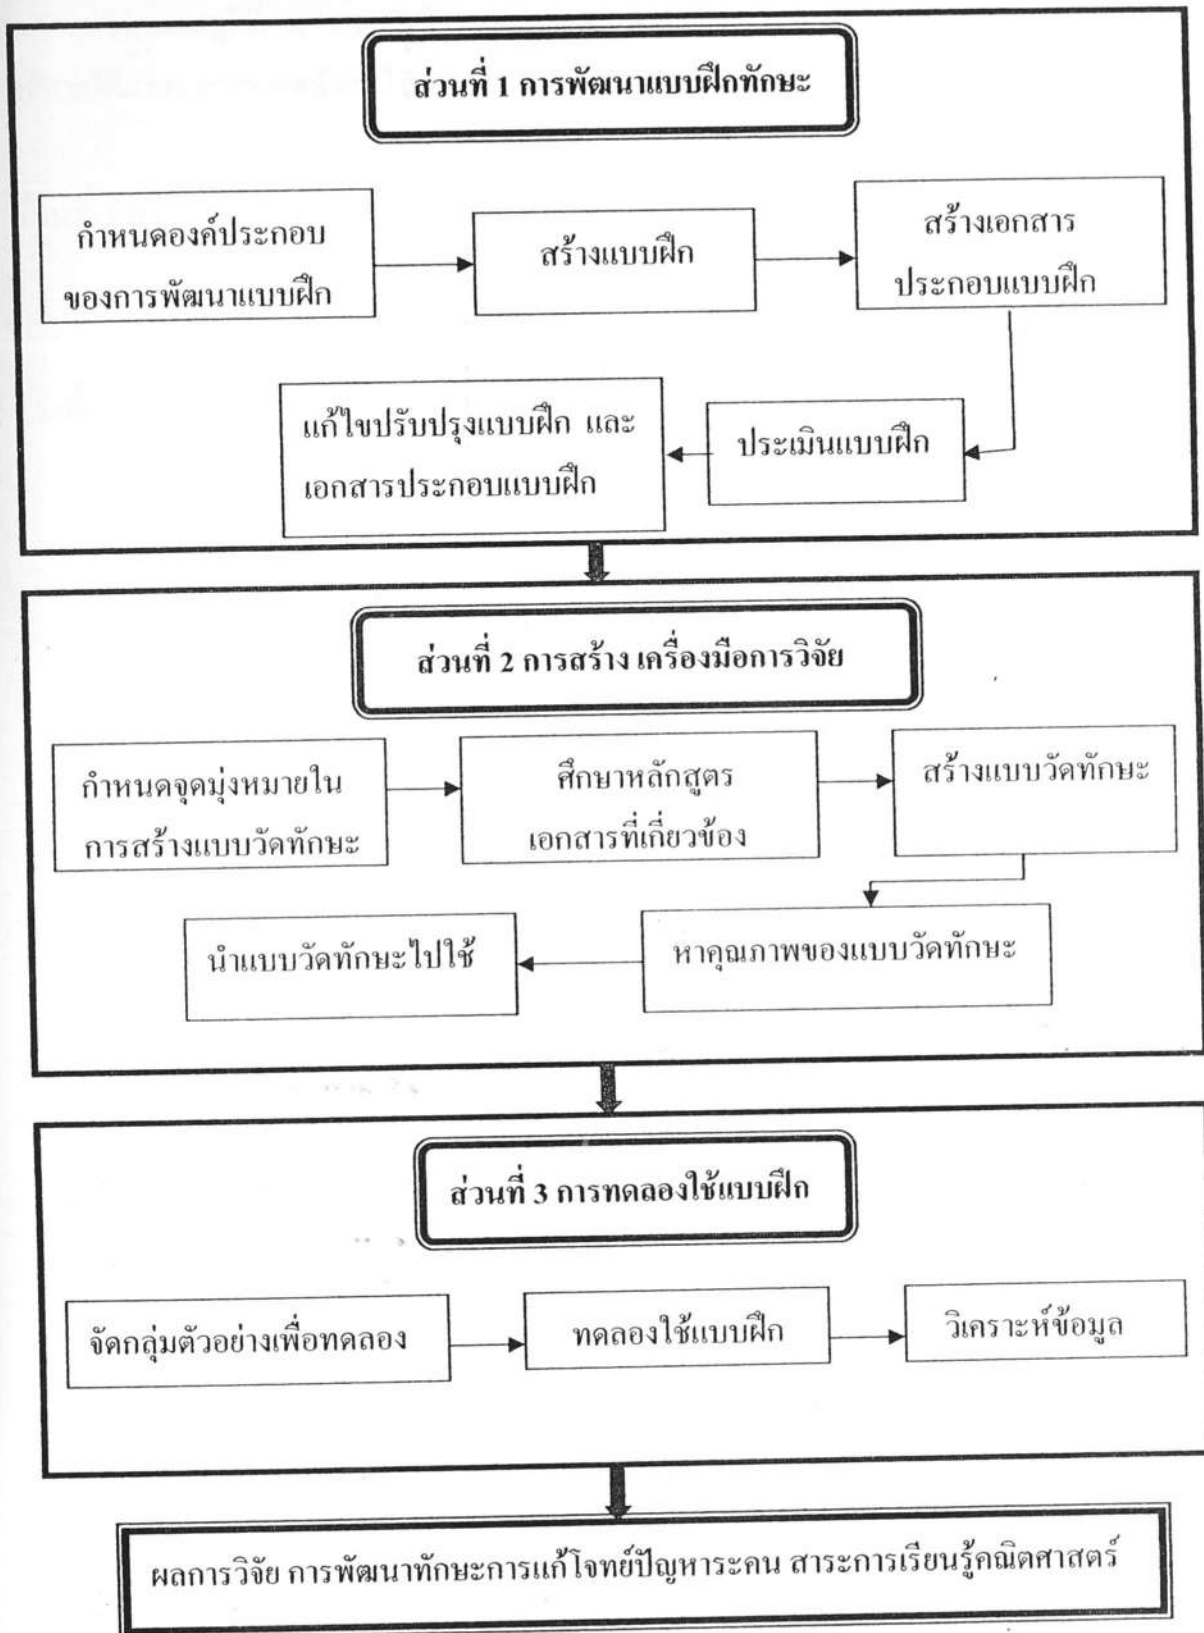 ส่วนที่ 1 การพัฒนาแบบฝึกทักษะ
กำหนดองค์ประกอบ
ของการพัฒนาแบบฝึก
สร้างแบบฝึก
สร้างเอกสาร
ประกอบแบบฝึก
ประเมินแบบฝึก
แก้ไขปรับปรุงแบบฝึก และ
เอกสารประกอบแบบฝึก
ส่วนที่ 2 การสร้าง เครื่องมือการวิจัย
กำหนดจุดมุ่งหมายใน
การสร้างแบบวัดทักษะ
ศึกษาหลักสูตร
เอกสารที่เกี่ยวข้อง
สร้างแบบวัดทักษะ
หาคุณภาพของแบบวัดทักษะ
นำแบบวัดทักษะไปใช้
ส่วนที่ 3 การทดลองใช้แบบฝึก
จัดกลุ่มตัวอย่างเพื่อทดลอง
ทดลองใช้แบบฝึก
วิเคราะห์ข้อมูล
ผลการวิจัย การพัฒนาทักษะการแก้โจทย์ปัญหาระคน สาระการเรียนรู้คณิตศาสตร์